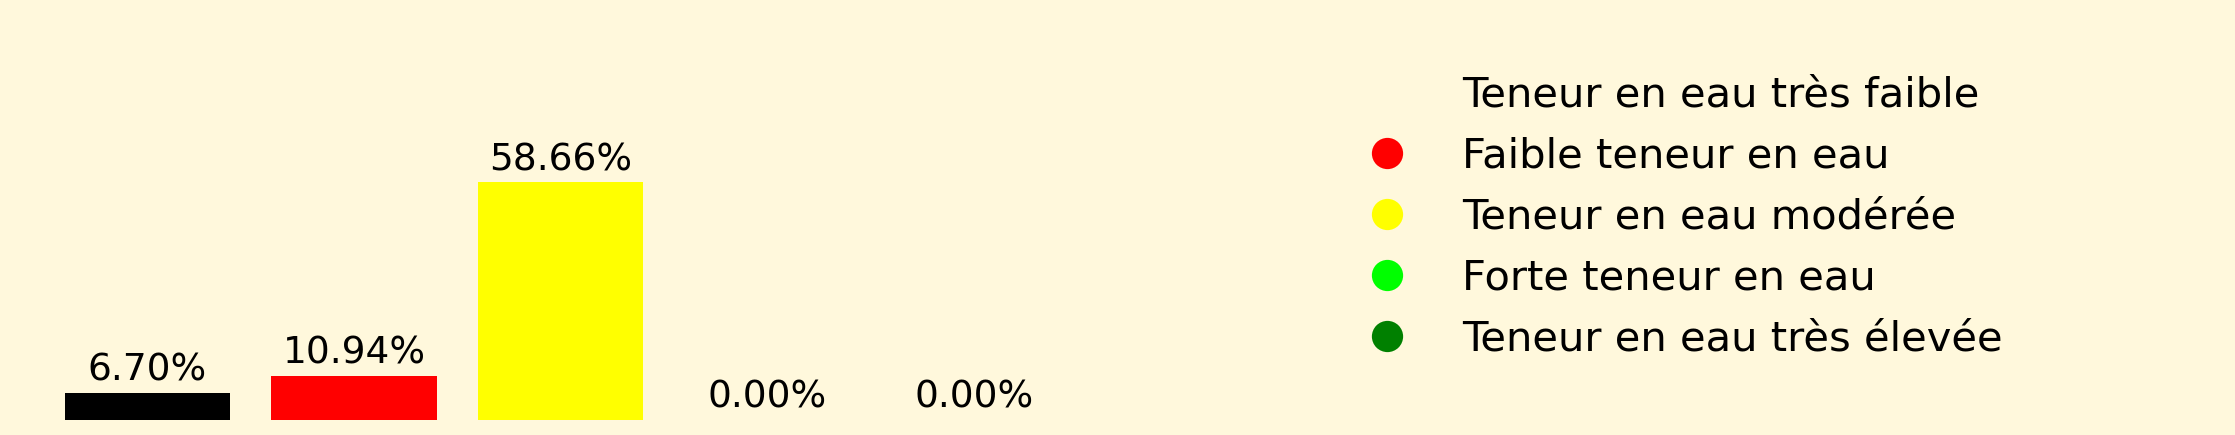 58.66%
10.94%
6.70%
0.00%
0.00%
Teneur en eau très faible
Faible teneur en eau
Teneur en eau modérée
Forte teneur en eau
Teneur en eau très élevée